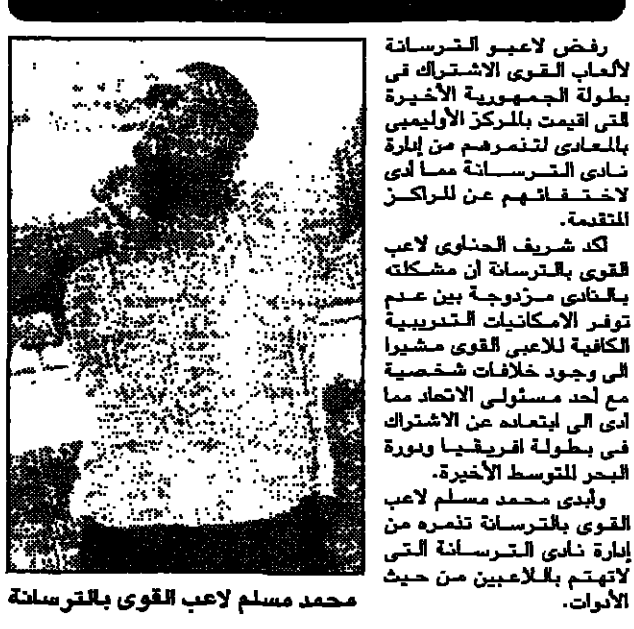 رفض لاعبو الترسانة
لألعاب القوى الاشتراك فى
بطولة الجمهورية الأخيرة
التى اقيمت بالمركز الأوليمبى
بالمعادى لتذمرهم من إدارة
نادى الترسانة مما أدى
لاختفائهم عن المراكز
المتقدمة.
أكد شريف الحناوى لاعب
القوى بالترسانة أن مشكلته
بالنادى مزدوجة بين عدم
توفر الامكانيات التدريبية
الكافية للاعبى القوى مشيرا
الى وجود خلافات شخصية
مع أحد مسئولى الاتحاد مما
ادى الى ابتعاده عن الاشتراك
فى بطولة افريقيا ودورة
البحر المتوسط الأخيرة.
وأبدى محمد مسلم لاعب
القوى بالترسانة تذمره من
إدارة نادى الترسانة التى
لاتهتم باللاعبين من حيث
الأدوات.
محمد مسلم لاعب القوى بالترسانة